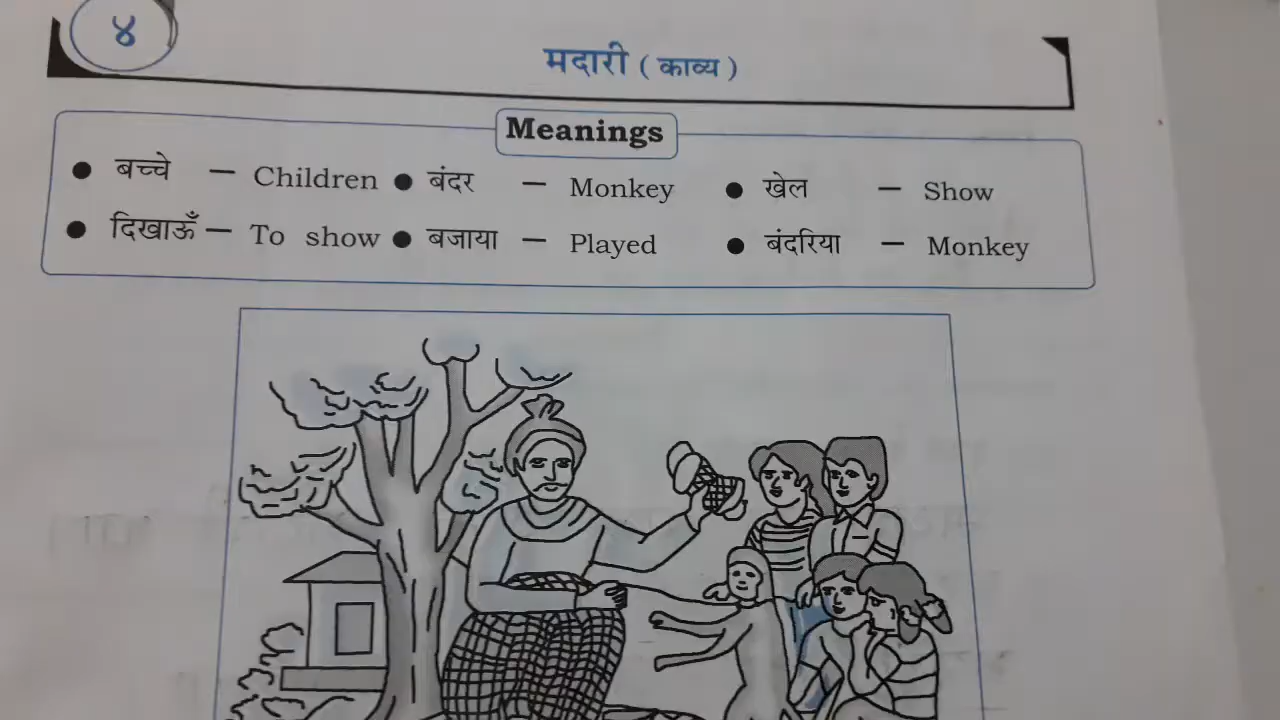 ४
मदारी ( काव्य )
Meanings
● बच्चे — Children ● बंदर — Monkey ● खेल — Show
● दिखाऊँ — To show ● बजाया — Played ● बंदरिया — Monkey